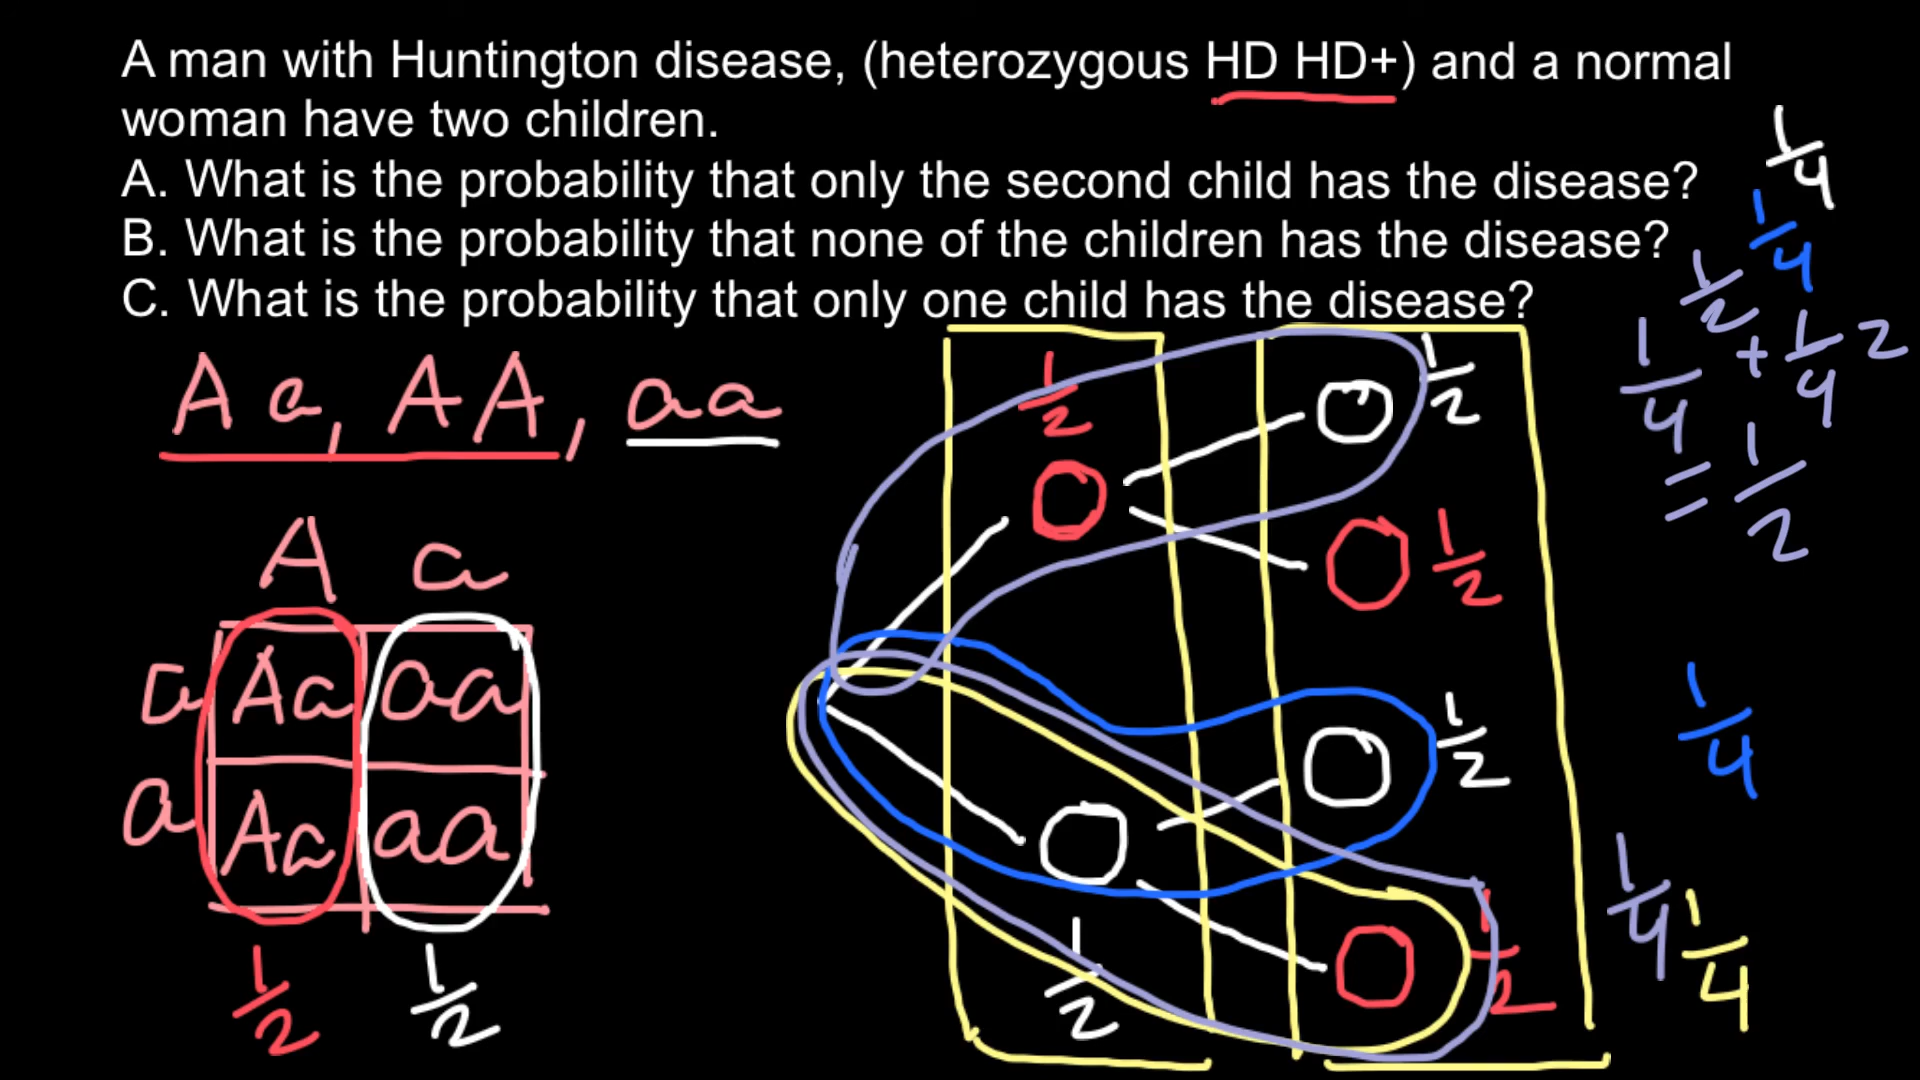 A man with Huntington disease, (heterozygous HD HD+) and a normal
woman have two children.
A. What is the probability that only the second child has the disease?
B. What is the probability that none of the children has the disease?
C. What is the probability that only one child has the disease?
1/4
1/4
1/2
1/4 + 1/4 2
= 1/2
Aa, AA, aa
A a
a Aa aa
a Aa aa
1/2 1/2
1/2 1/2
1/2
1/2
1/2 1/2
1/4
1/4 1/4